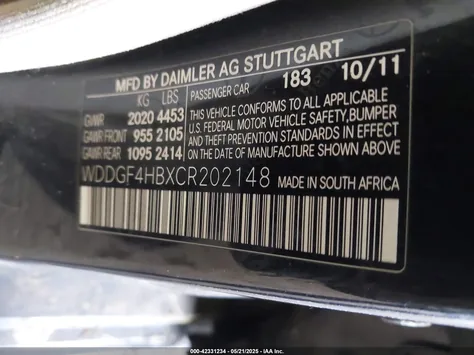 MFD BY DAIMLER AG STUTTGART
KG LBS PASSENGER CAR 183 10/11
GVWR 2020 4453
GAWR FRONT 955 2105
GAWR REAR 1095 2414
THIS VEHICLE CONFORMS TO ALL APPLICABLE
U.S. FEDERAL MOTOR VEHICLE SAFETY,BUMPER
AND THEFT PREVENTION STANDARDS IN EFFECT
ON THE DATE OF MANUFACTURE SHOWN ABOVE.
WDDGF4HBXCR202148 MADE IN SOUTH AFRICA
000-42331234 05/21/2025 - IAAI.COM